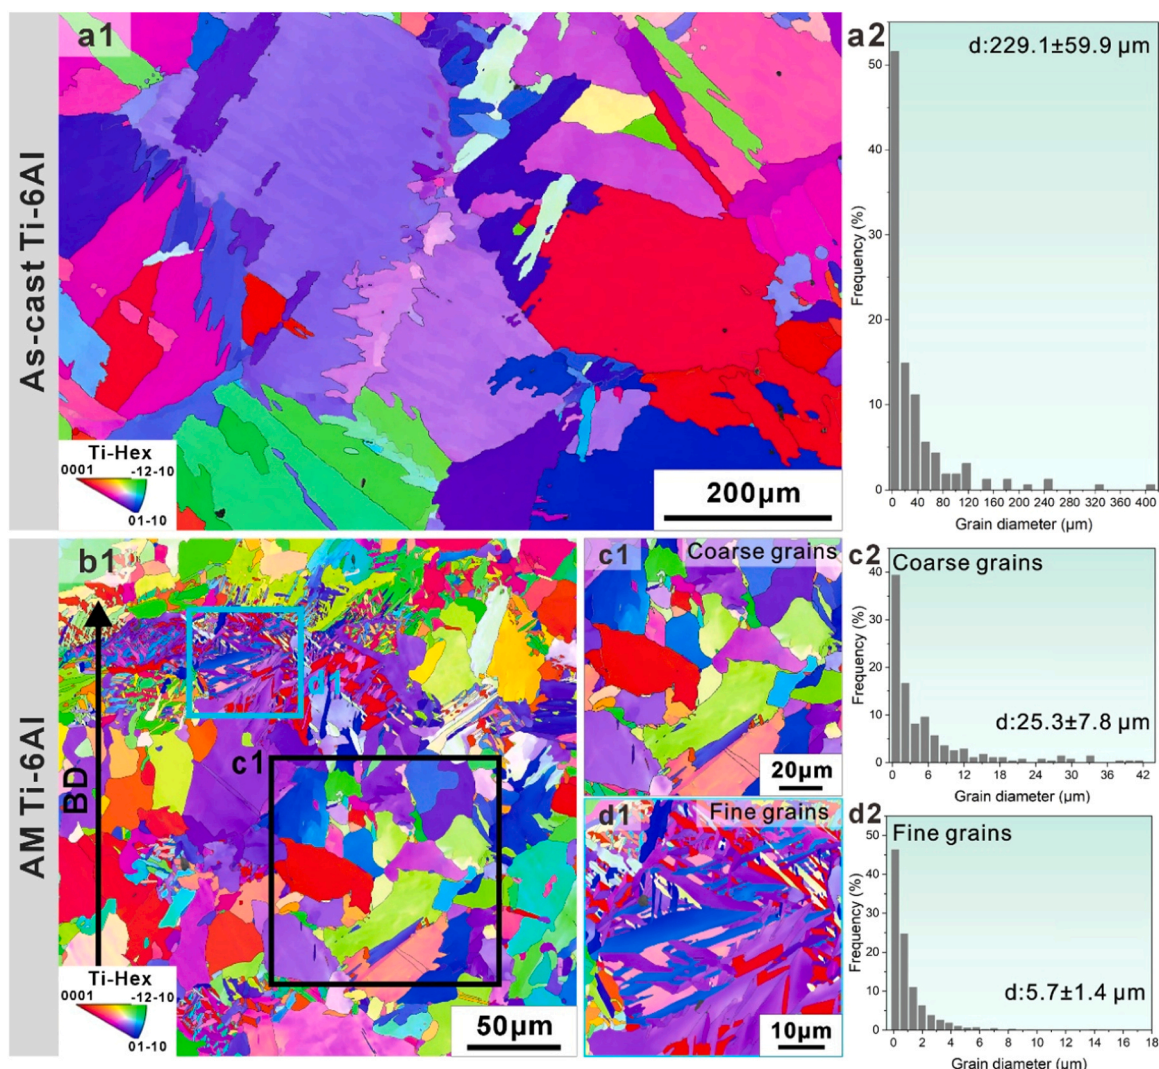 As-cast Ti-6Al
a1
Ti-Hex
0001 -12-10
01-10
200μm
a2
d:229.1±59.9 μm
Frequency (%)
50
40
30
20
10
0
0 40 80 120 160 200 240 280 320 360 400
Grain diameter (μm)
AM Ti-6Al
b1
BD
d1
c1
Ti-Hex
0001 -12-10
01-10
50μm
c1 Coarse grains
20μm
c2
Coarse grains
d:25.3±7.8 μm
Frequency (%)
40
30
20
10
0
0 6 12 18 24 30 36 42
Grain diameter (μm)
d1 Fine grains
10μm
d2
Fine grains
d:5.7±1.4 μm
Frequency (%)
50
40
30
20
10
0
0 2 4 6 8 10 12 14 16 18
Grain diameter (μm)